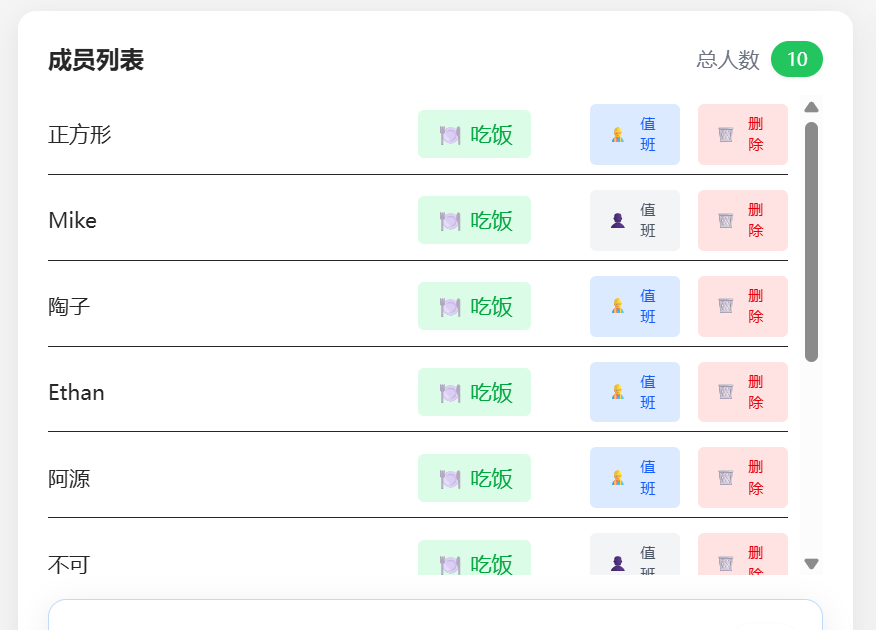 成员列表 总人数 10
正方形 吃饭 值班 删除
Mike 吃饭 值班 删除
陶子 吃饭 值班 删除
Ethan 吃饭 值班 删除
阿源 吃饭 值班 删除
不可 吃饭 值班 删除